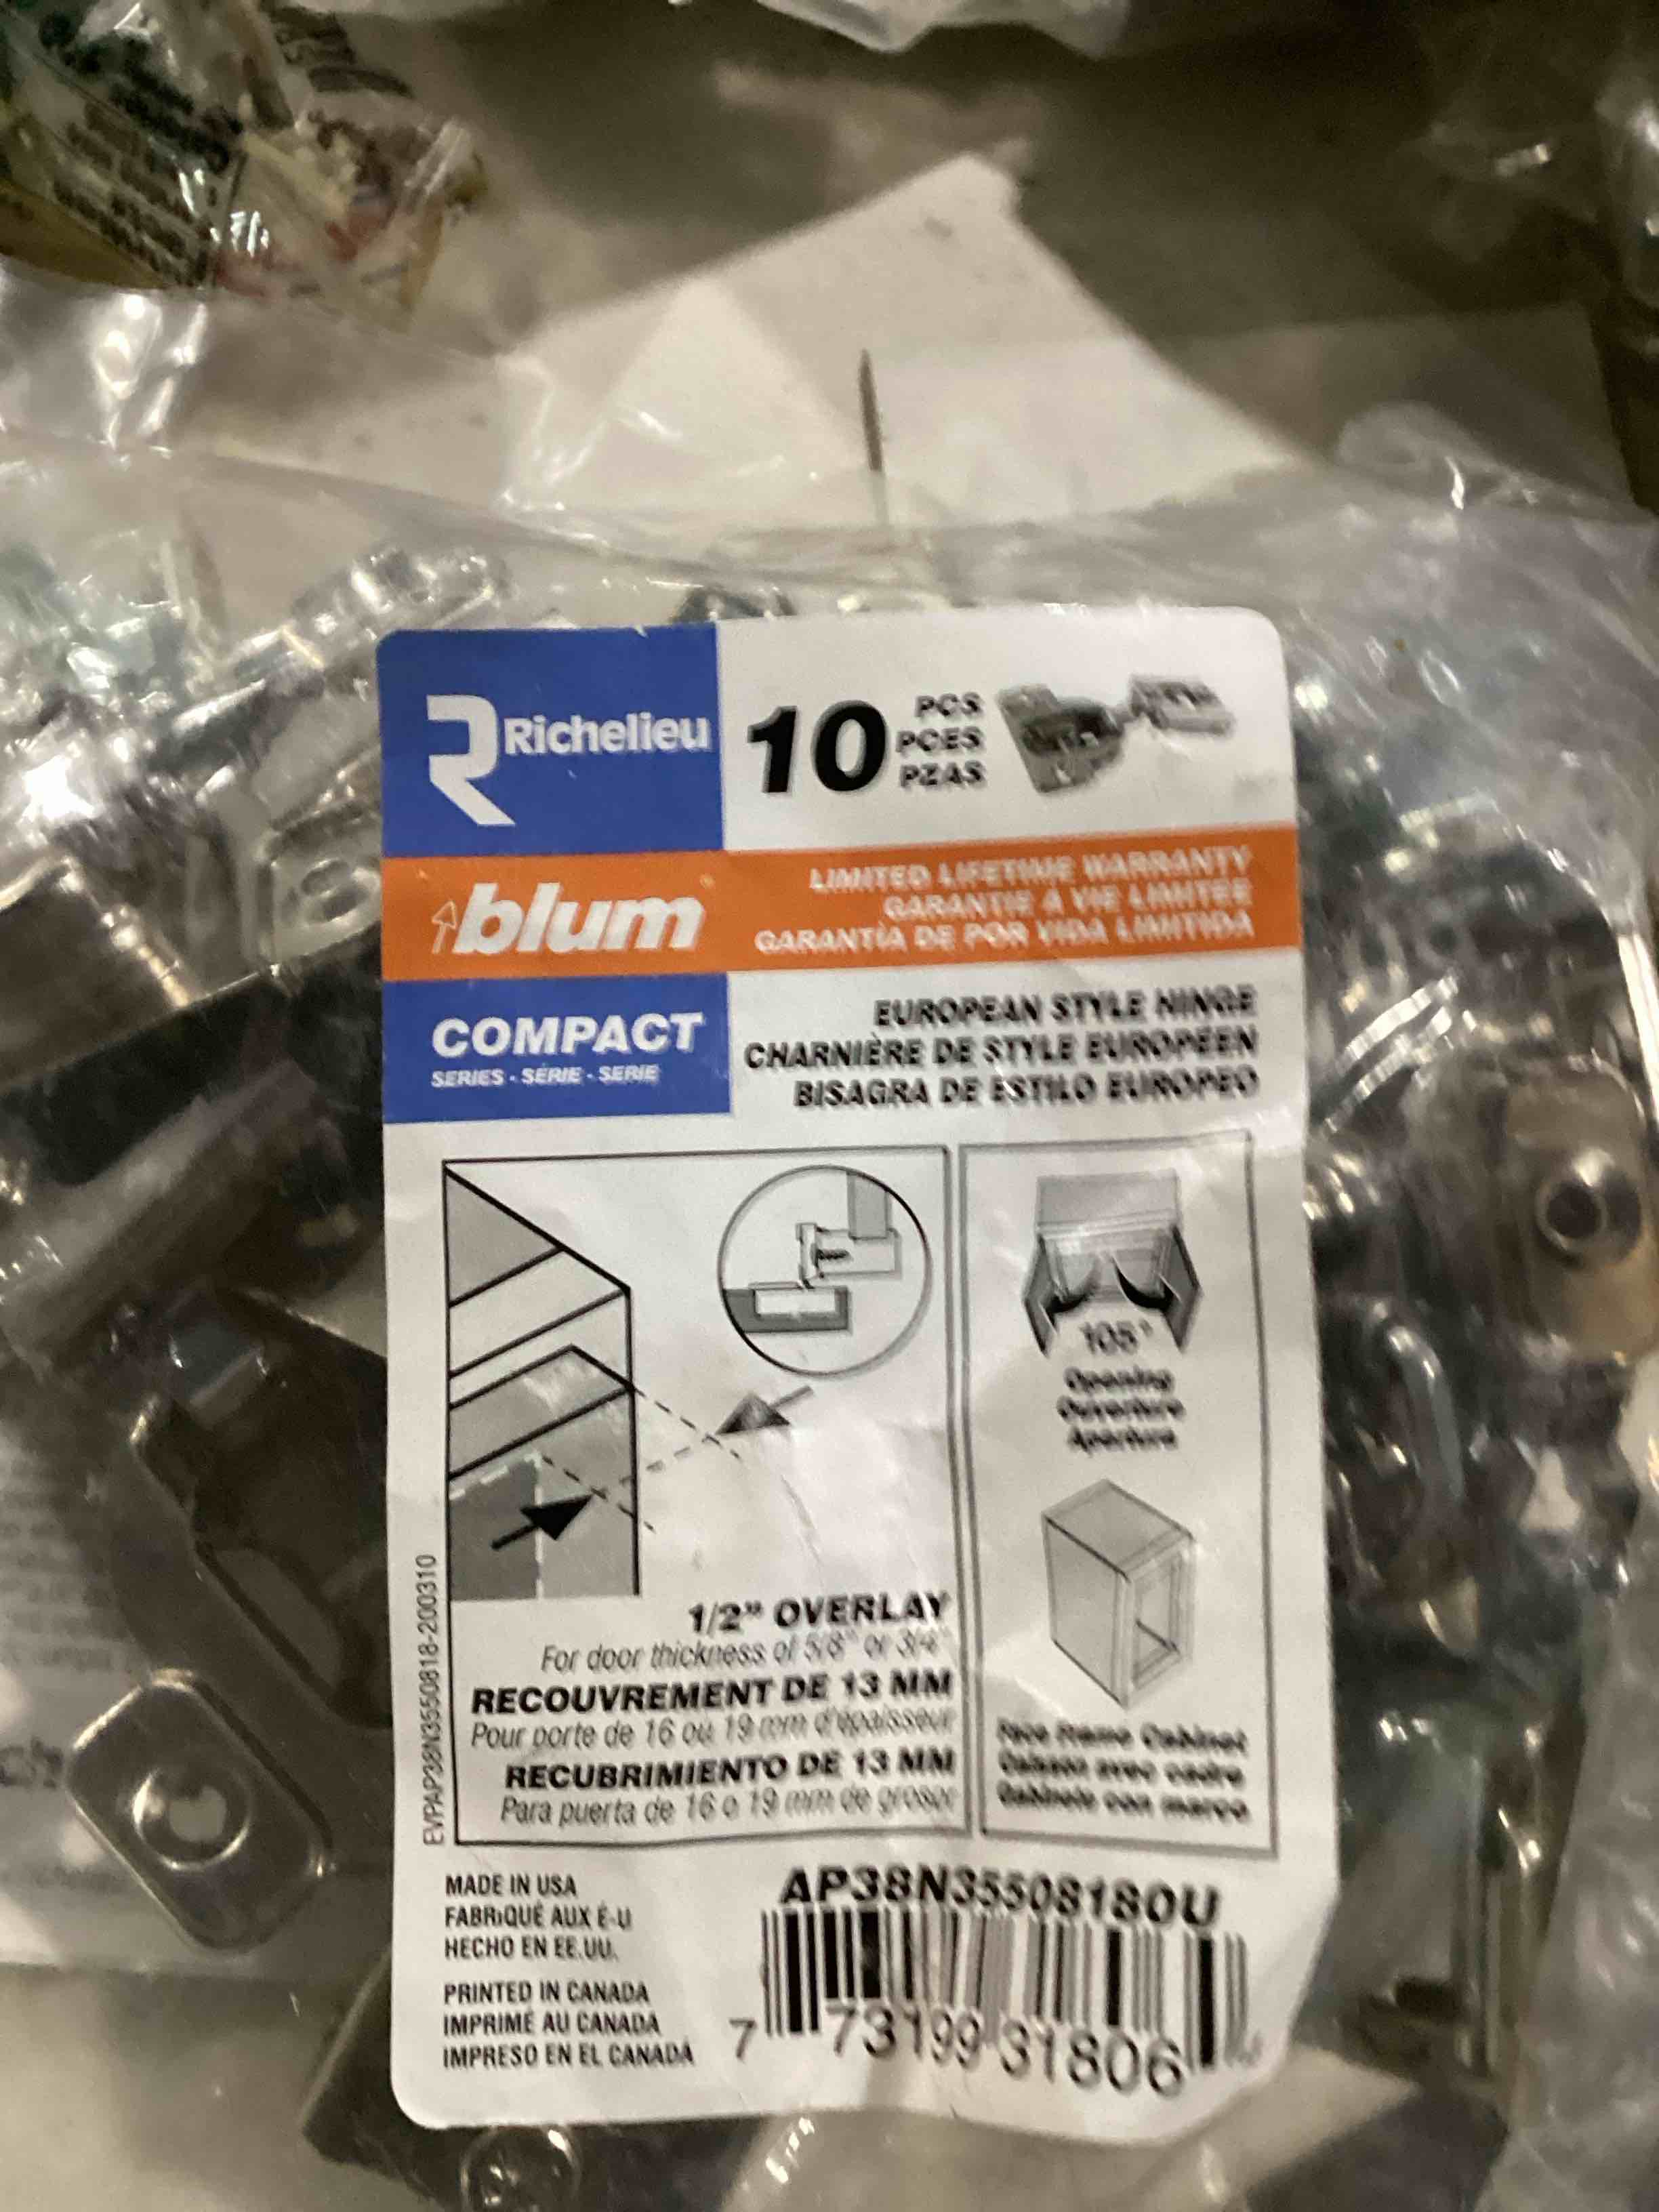 Richelieu
10 PCS
PCES
PZAS
blum
LIMITED LIFETIME WARRANTY
GARANTIE À VIE LIMITÉE
GARANTÍA DE POR VIDA LIMITIDA
COMPACT
SERIES - SÉRIE - SERIE
EUROPEAN STYLE HINGE
CHARNIÈRE DE STYLE EUROPÉEN
BISAGRA DE ESTILO EUROPEO
105°
Opening
Ouverture
Apertura
1/2" OVERLAY
For door thickness of 5/8" or 3/4"
RECOUVREMENT DE 13 MM
Pour porte de 16 ou 19 mm d'épaisseur
RECUBRIMIENTO DE 13 MM
Para puerta de 16 o 19 mm de grosor
Face Frame Cabinet
Caisson avec cadre
Gabinete con marco
EVPAP38N3550818-200310
MADE IN USA
FABRIQUÉ AUX É-U
HECHO EN EE.UU.
PRINTED IN CANADA
IMPRIMÉ AU CANADA
IMPRESO EN EL CANADÁ
AP38N35508180U
7 73199 31806